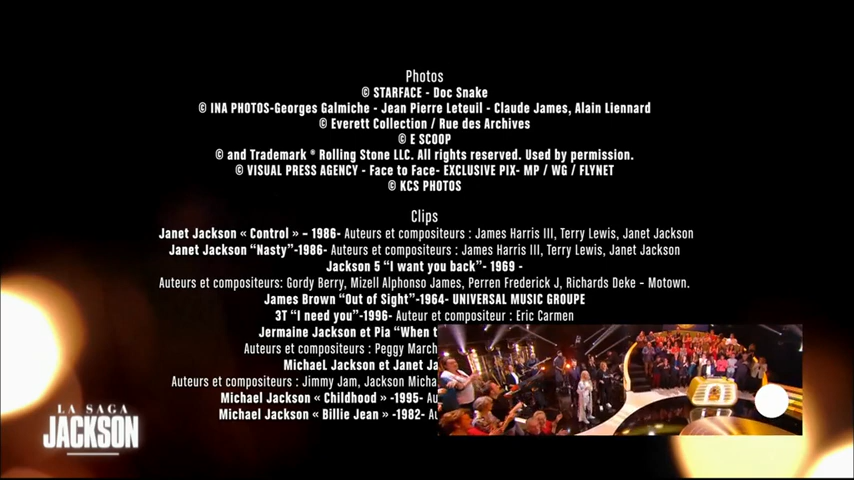 Photos
© STARFACE - Doc Snake
© INA PHOTOS-Georges Galmiche - Jean Pierre Leteuil - Claude James, Alain Liennard
© Everett Collection / Rue des Archives
© E SCOOP
© and Trademark ® Rolling Stone LLC. All rights reserved. Used by permission.
© VISUAL PRESS AGENCY - Face to Face- EXCLUSIVE PIX- MP / WG / FLYNET
© KCS PHOTOS
Clips
Janet Jackson « Control » – 1986- Auteurs et compositeurs : James Harris III, Terry Lewis, Janet Jackson
Janet Jackson “Nasty”-1986- Auteurs et compositeurs : James Harris III, Terry Lewis, Janet Jackson
Jackson 5 “I want you back”- 1969 -
Auteurs et compositeurs: Gordy Berry, Mizell Alphonso James, Perren Frederick J, Richards Deke – Motown.
James Brown “Out of Sight”-1964- UNIVERSAL MUSIC GROUPE
3T “I need you”-1996- Auteur et compositeur : Eric Carmen
Jermaine Jackson et Pia “When t
Auteurs et compositeurs : Peggy March
Michael Jackson et Janet Ja
Auteurs et compositeurs : Jimmy Jam, Jackson Micha
Michael Jackson « Childhood » -1995- Au
Michael Jackson « Billie Jean » -1982- Au
LA SAGA
JACKSON